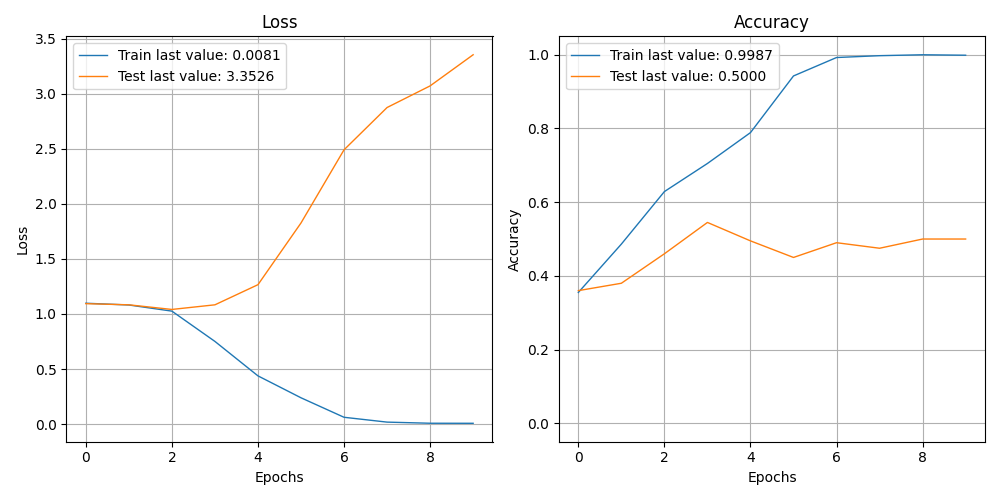 Loss
Train last value: 0.0081
Test last value: 3.3526
3.5
3.0
2.5
2.0
1.5
1.0
0.5
0.0
Loss
0 2 4 6 8
Epochs
Accuracy
Train last value: 0.9987
Test last value: 0.5000
1.0
0.8
0.6
0.4
0.2
0.0
Accuracy
0 2 4 6 8
Epochs